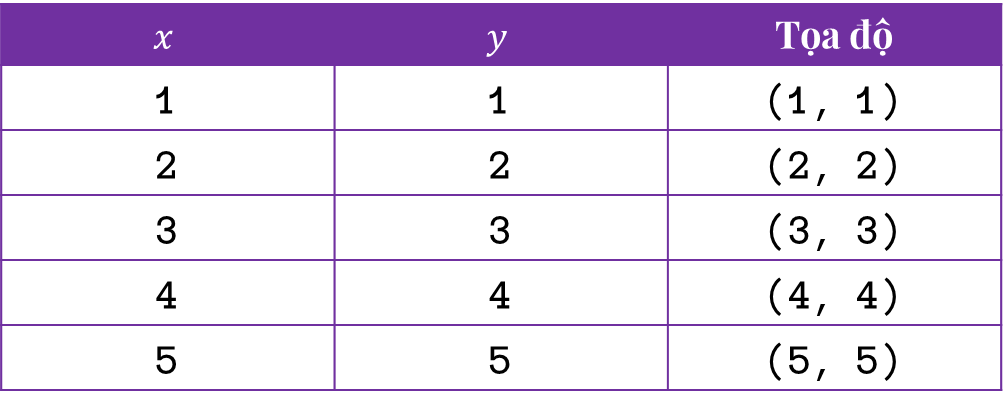 x y Tọa độ
1 1 (1, 1)
2 2 (2, 2)
3 3 (3, 3)
4 4 (4, 4)
5 5 (5, 5)